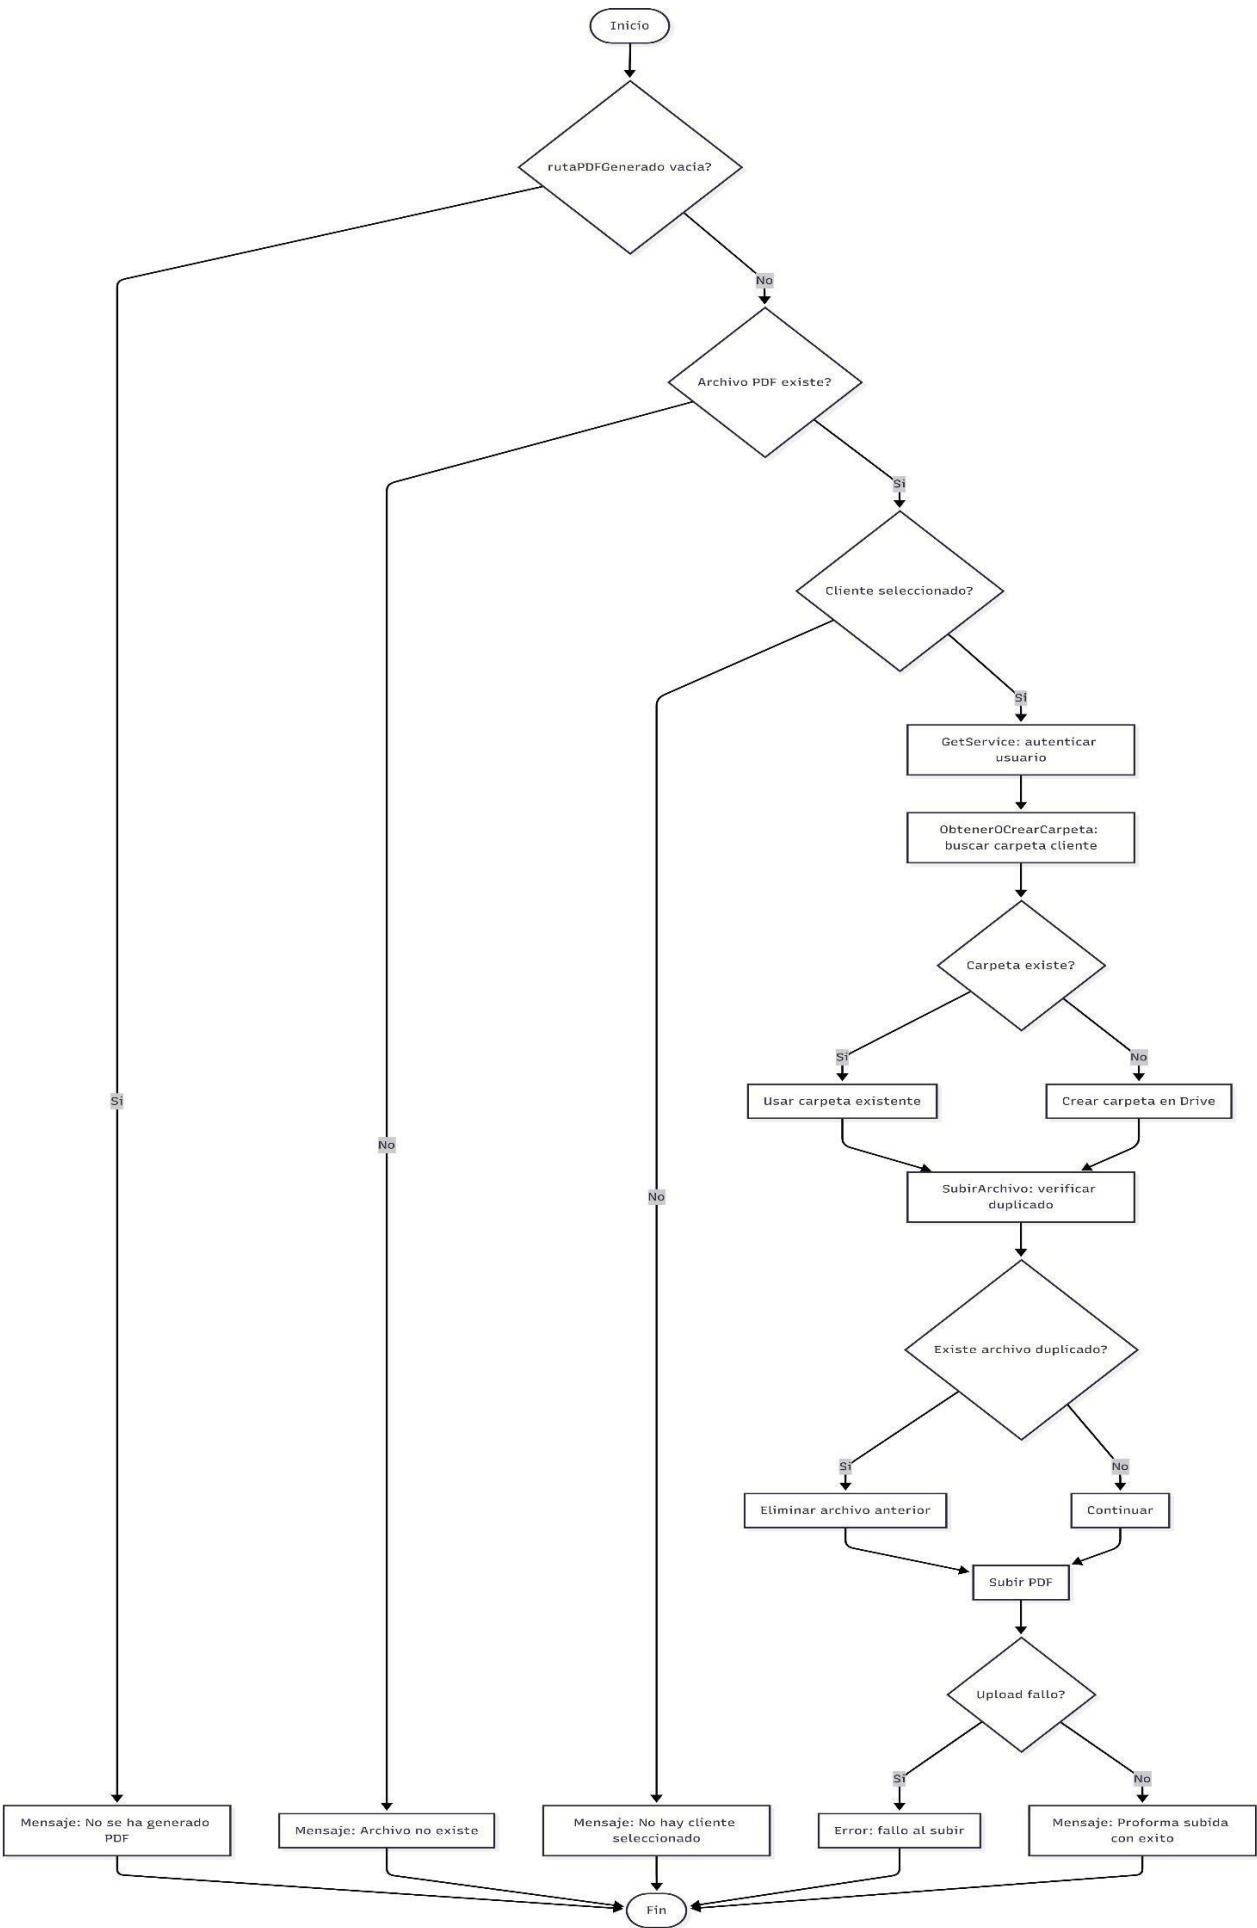 Inicio
rutaPDFGenerado vacia?
No
Archivo PDF existe?
Si
Cliente seleccionado?
Si
GetService: autenticar
usuario
ObtenerOCrearCarpeta:
buscar carpeta cliente
Carpeta existe?
Si
No
Usar carpeta existente
Crear carpeta en Drive
Si
No
No
SubirArchivo: verificar
duplicado
Existe archivo duplicado?
Si
No
Eliminar archivo anterior
Continuar
Subir PDF
Upload fallo?
Si
No
Mensaje: No se ha generado
PDF
Mensaje: Archivo no existe
Mensaje: No hay cliente
seleccionado
Error: fallo al subir
Mensaje: Proforma subida
con exito
Fin